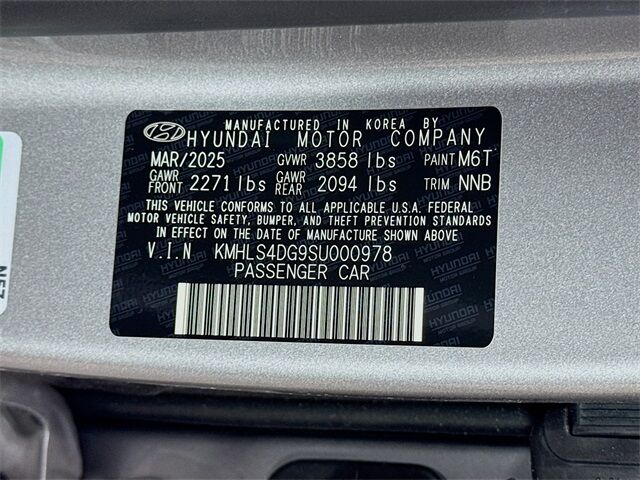 MANUFACTURED IN KOREA BY
HYUNDAI MOTOR COMPANY
MAR/2025 GVWR 3858 lbs PAINT M6T
GAWR FRONT 2271 lbs GAWR REAR 2094 lbs TRIM NNB
THIS VEHICLE CONFORMS TO ALL APPLICABLE U.S.A. FEDERAL
MOTOR VEHICLE SAFETY, BUMPER, AND THEFT PREVENTION STANDARDS
IN EFFECT ON THE DATE OF MANUFACTURE SHOWN ABOVE.
V.I.N KMHLS4DG9SU000978
PASSENGER CAR